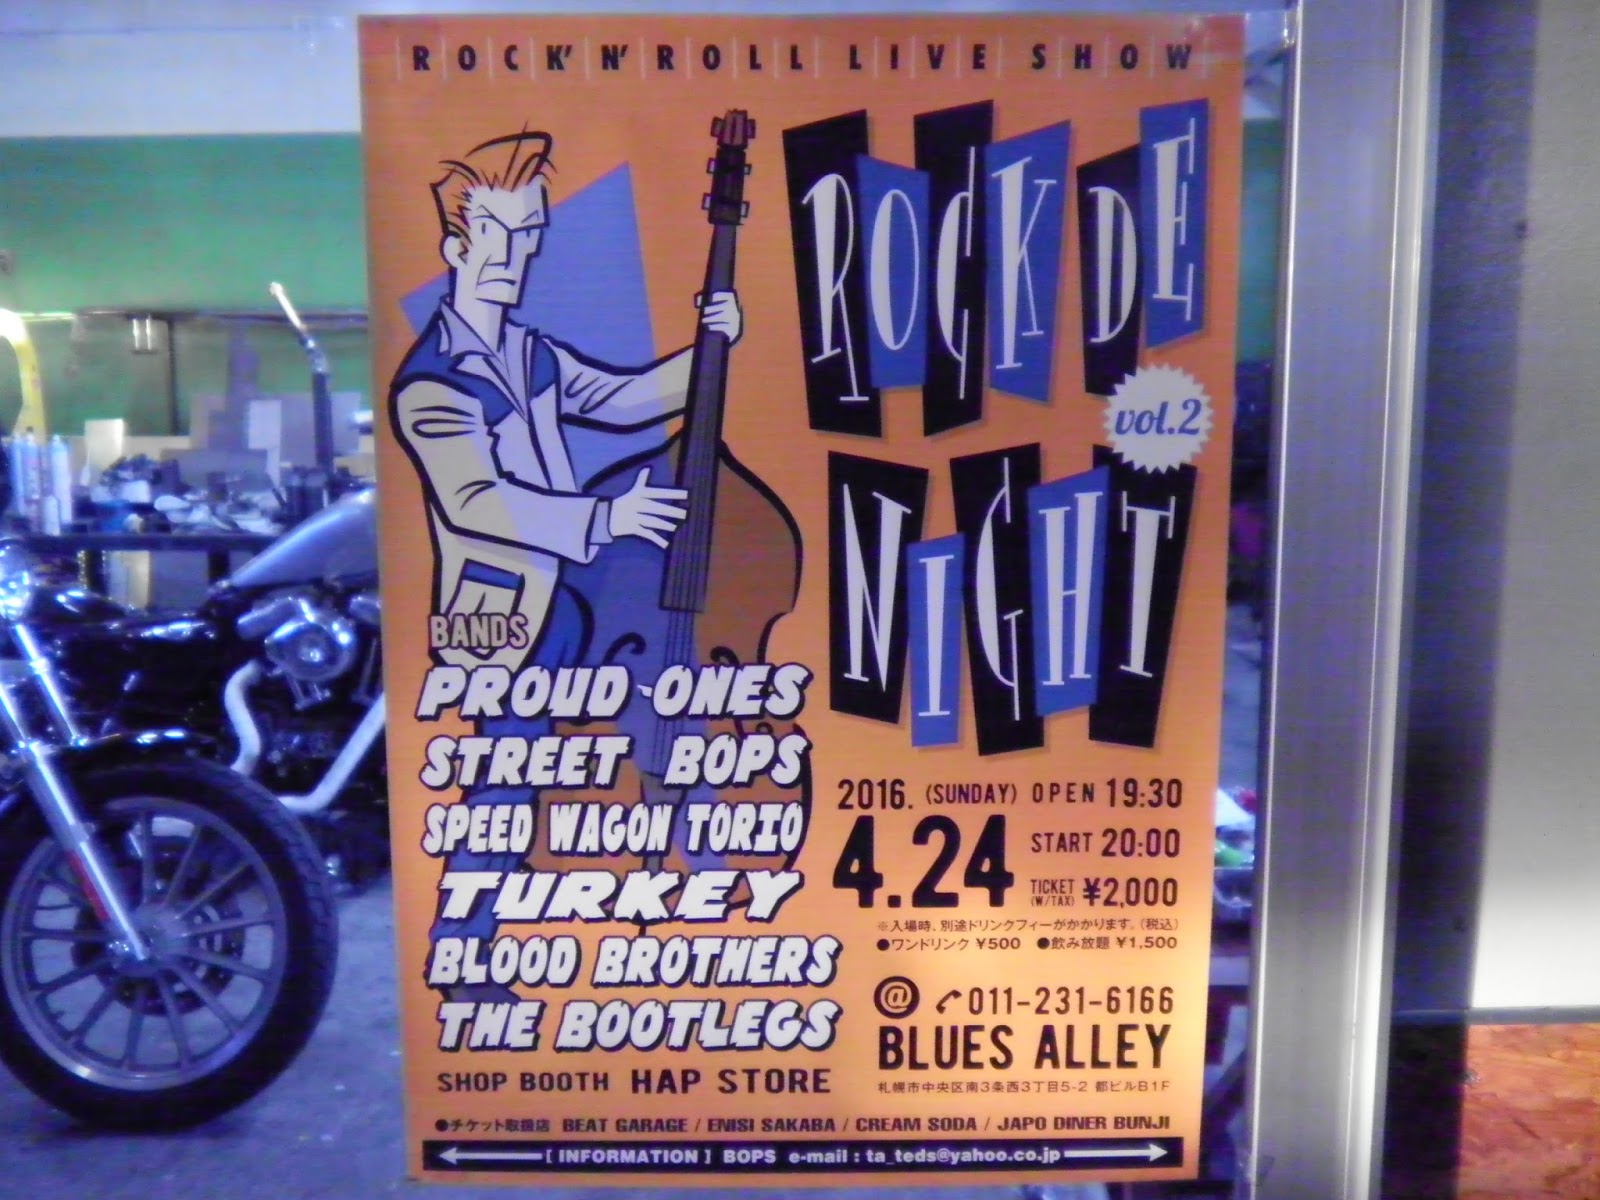 ROCK'N'ROLL LIVE SHOW
ROCK DE
vol.2
NIGHT
BANDS
PROUD ONES
STREET BOPS
SPEED WAGON TORIO
TURKEY
BLOOD BROTHERS
THE BOOTLEGS
SHOP BOOTH HAP STORE
2016. (SUNDAY) OPEN 19:30
4.24 START 20:00
TICKET (W/TAX) ¥2,000
※入場時、別途ドリンクフィーがかかります。(税込)
●ワンドリンク ¥500 ●飲み放題 ¥1,500
@ 011-231-6166
BLUES ALLEY
札幌市中央区南3条西3丁目5-2 都ビルB1F
●チケット取扱店 BEAT GARAGE / ENISI SAKABA / CREAM SODA / JAPO DINER BUNJI
[ INFORMATION ] BOPS e-mail : ta_teds@yahoo.co.jp